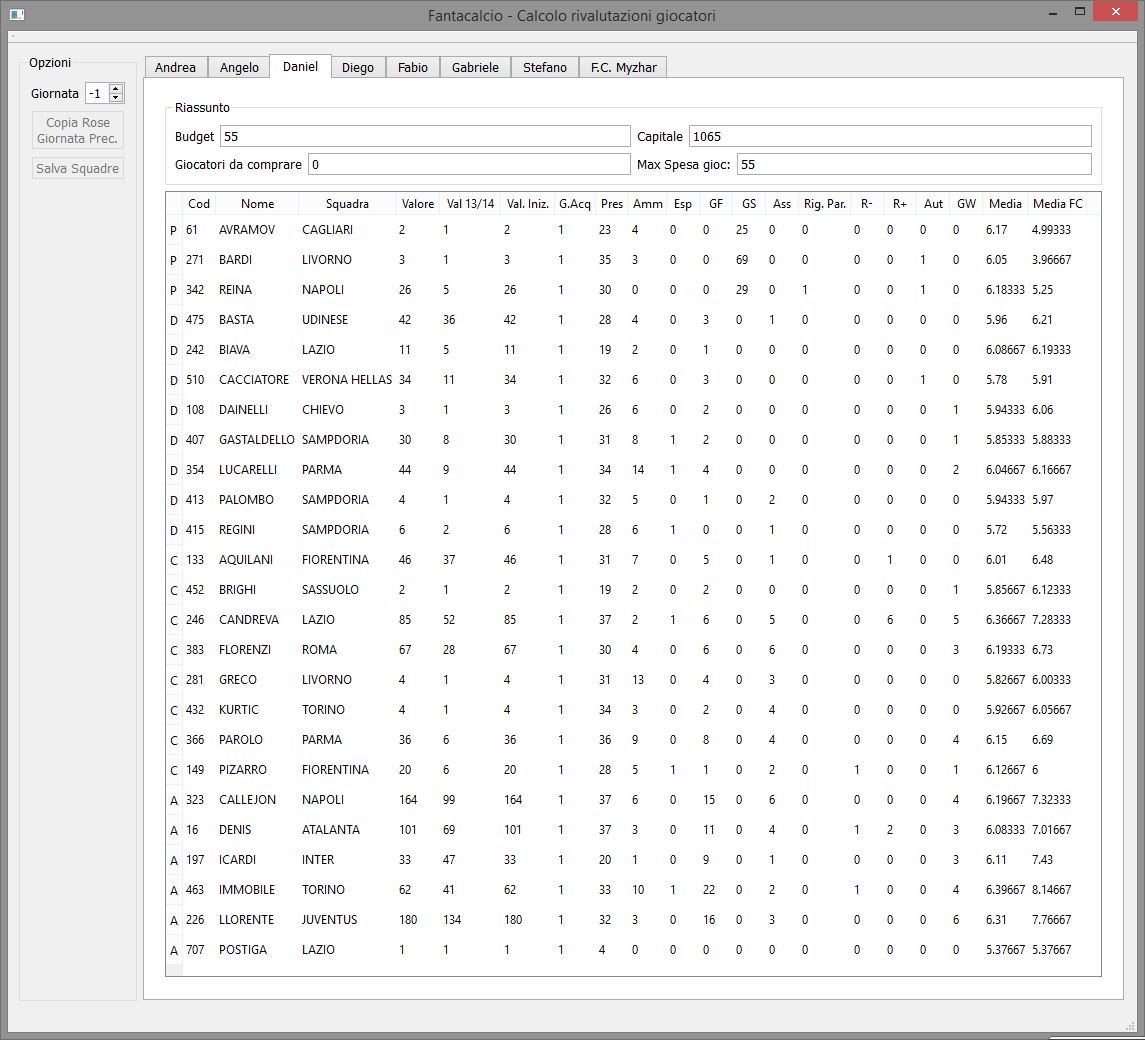 Fantacalcio - Calcolo rivalutazioni giocatori
Opzioni
Giornata -1
Copia Rose
Giornata Prec.
Salva Squadre
Andrea Angelo Daniel Diego Fabio Gabriele Stefano F.C. Myzhar
Riassunto
Budget 55 Capitale 1065
Giocatori da comprare 0 Max Spesa gioc: 55
Cod Nome Squadra Valore Val 13/14 Val. Iniz. G.Acq Pres Amm Esp GF GS Ass Rig. Par. R- R+ Aut GW Media Media FC
P 61 AVRAMOV CAGLIARI 2 1 2 1 23 4 0 0 25 0 0 0 0 0 0 6.17 4.99333
P 271 BARDI LIVORNO 3 1 3 1 35 3 0 0 69 0 0 0 0 1 0 6.05 3.96667
P 342 REINA NAPOLI 26 5 26 1 30 0 0 0 29 0 1 0 0 1 0 6.18333 5.25
D 475 BASTA UDINESE 42 36 42 1 28 4 0 3 0 1 0 0 0 0 0 5.96 6.21
D 242 BIAVA LAZIO 11 5 11 1 19 2 0 1 0 0 0 0 0 0 0 6.08667 6.19333
D 510 CACCIATORE VERONA HELLAS 34 11 34 1 32 6 0 3 0 0 0 0 0 1 0 5.78 5.91
D 108 DAINELLI CHIEVO 3 1 3 1 26 6 0 2 0 0 0 0 0 0 1 5.94333 6.06
D 407 GASTALDELLO SAMPDORIA 30 8 30 1 31 8 1 2 0 0 0 0 0 0 1 5.85333 5.88333
D 354 LUCARELLI PARMA 44 9 44 1 34 14 1 4 0 0 0 0 0 0 2 6.04667 6.16667
D 413 PALOMBO SAMPDORIA 4 1 4 1 32 5 0 1 0 2 0 0 0 0 0 5.94333 5.97
D 415 REGINI SAMPDORIA 6 2 6 1 28 6 1 0 0 1 0 0 0 0 0 5.72 5.56333
C 133 AQUILANI FIORENTINA 46 37 46 1 31 7 0 5 0 1 0 0 1 0 0 6.01 6.48
C 452 BRIGHI SASSUOLO 2 1 2 1 19 2 0 2 0 0 0 0 0 0 1 5.85667 6.12333
C 246 CANDREVA LAZIO 85 52 85 1 37 2 1 6 0 5 0 0 6 0 5 6.36667 7.28333
C 383 FLORENZI ROMA 67 28 67 1 30 4 0 6 0 6 0 0 0 0 3 6.19333 6.73
C 281 GRECO LIVORNO 4 1 4 1 31 13 0 4 0 3 0 0 0 0 0 5.82667 6.00333
C 432 KURTIC TORINO 4 1 4 1 34 3 0 2 0 4 0 0 0 0 0 5.92667 6.05667
C 366 PAROLO PARMA 36 6 36 1 36 9 0 8 0 4 0 0 0 0 4 6.15 6.69
C 149 PIZARRO FIORENTINA 20 6 20 1 28 5 1 1 0 2 0 1 0 0 1 6.12667 6
A 323 CALLEJON NAPOLI 164 99 164 1 37 6 0 15 0 6 0 0 0 0 4 6.19667 7.32333
A 16 DENIS ATALANTA 101 69 101 1 37 3 0 11 0 4 0 1 2 0 3 6.08333 7.01667
A 197 ICARDI INTER 33 47 33 1 20 1 0 9 0 1 0 0 0 0 3 6.11 7.43
A 463 IMMOBILE TORINO 62 41 62 1 33 10 1 22 0 2 0 1 0 0 4 6.39667 8.14667
A 226 LLORENTE JUVENTUS 180 134 180 1 32 3 0 16 0 3 0 0 0 0 6 6.31 7.76667
A 707 POSTIGA LAZIO 1 1 1 1 4 0 0 0 0 0 0 0 0 0 0 5.37667 5.37667